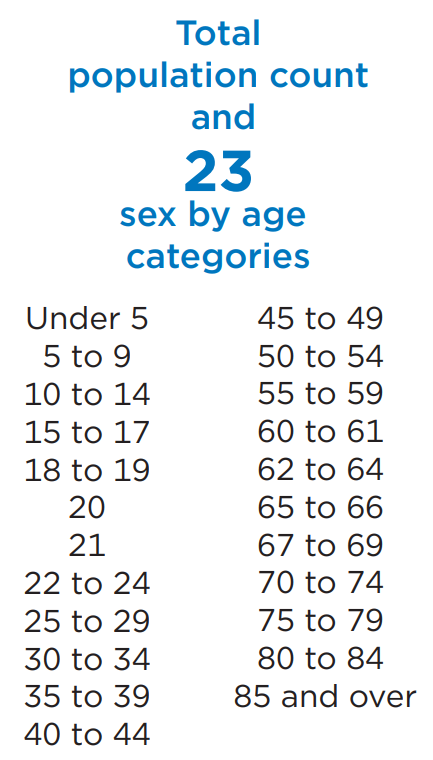 Total
population count
and
23
sex by age
categories
Under 5
5 to 9
10 to 14
15 to 17
18 to 19
20
21
22 to 24
25 to 29
30 to 34
35 to 39
40 to 44
45 to 49
50 to 54
55 to 59
60 to 61
62 to 64
65 to 66
67 to 69
70 to 74
75 to 79
80 to 84
85 and over